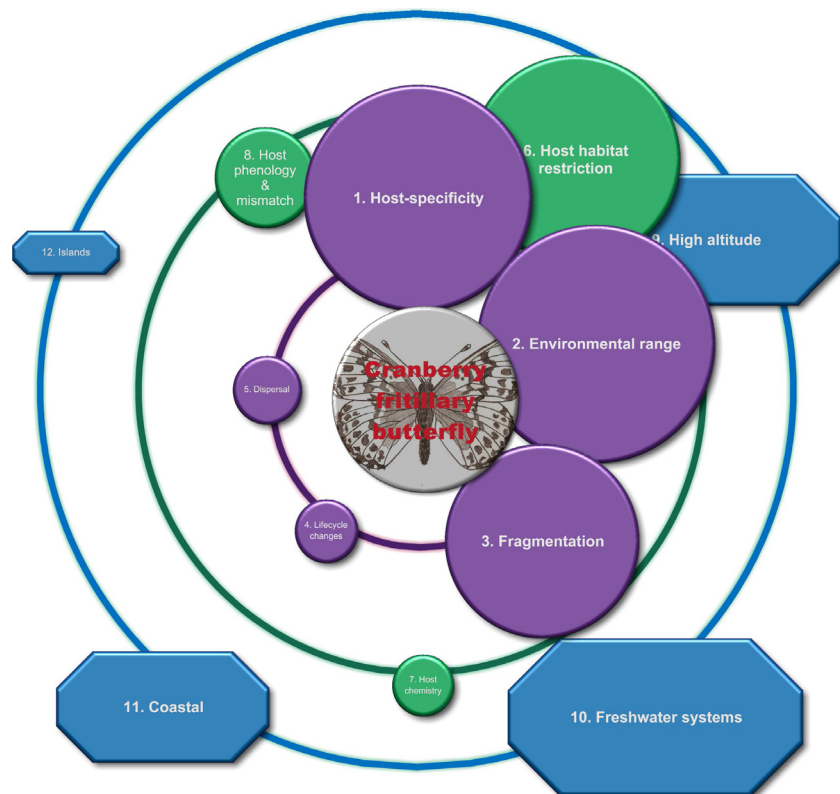 8. Host
phenology
&
mismatch
1. Host-specificity
6. Host habitat
restriction
9. High altitude
12. Islands
2. Environmental range
Cranberry
fritillary
butterfly
5. Dispersal
4. Lifecycle
changes
3. Fragmentation
7. Host
chemistry
11. Coastal
10. Freshwater systems